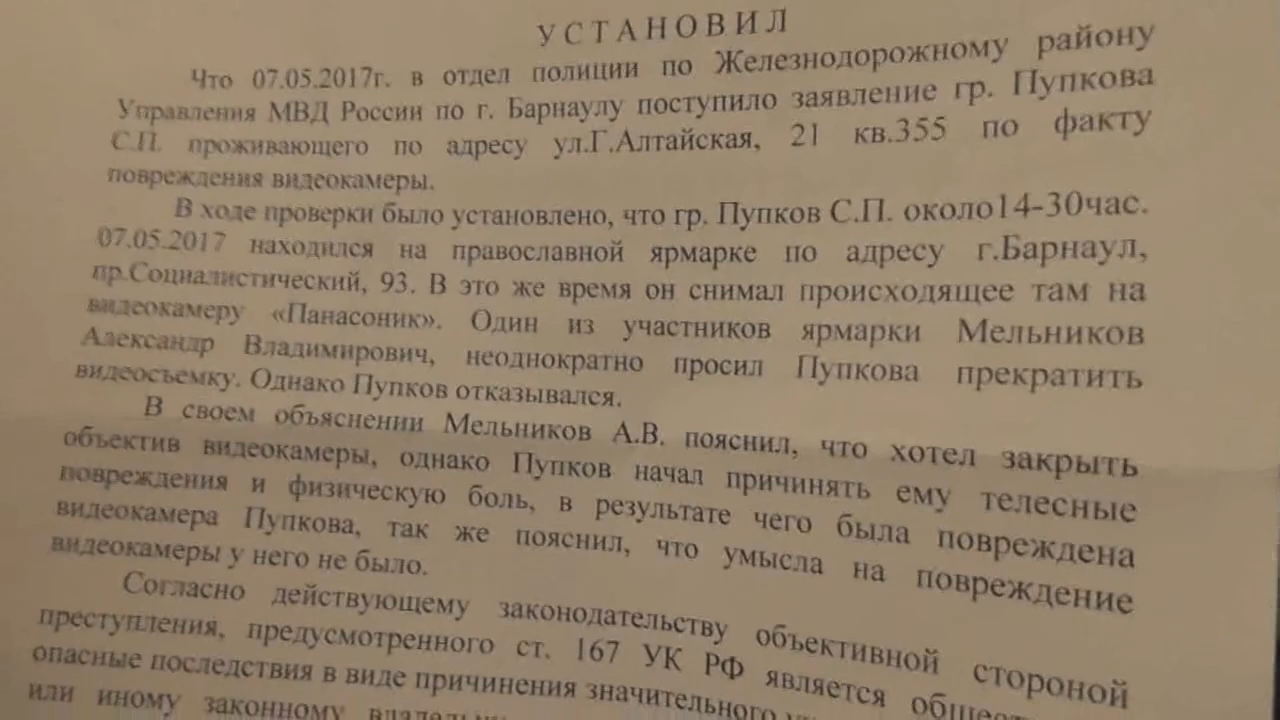 УСТАНОВИЛ
Что 07.05.2017г. в отдел полиции по Железнодорожному району
Управления МВД России по г. Барнаулу поступило заявление гр. Пупкова
С.П. проживающего по адресу ул.Г.Алтайская, 21 кв.355 по факту
повреждения видеокамеры.
В ходе проверки было установлено, что гр. Пупков С.П. около14-30час.
07.05.2017 находился на православной ярмарке по адресу г.Барнаул,
пр.Социалистический, 93. В это же время он снимал происходящее там на
видеокамеру «Панасоник». Один из участников ярмарки Мельников
Александр Владимирович, неоднократно просил Пупкова прекратить
видеосъемку. Однако Пупков отказывался.
В своем объяснении Мельников А.В. пояснил, что хотел закрыть
объектив видеокамеры, однако Пупков начал причинять ему телесные
повреждения и физическую боль, в результате чего была повреждена
видеокамера Пупкова, так же пояснил, что умысла на повреждение
видеокамеры у него не было.
Согласно действующему законодательству объективной стороной
преступления, предусмотренного ст. 167 УК РФ является
опасные последствия в виде причинения значительного
или иному законному